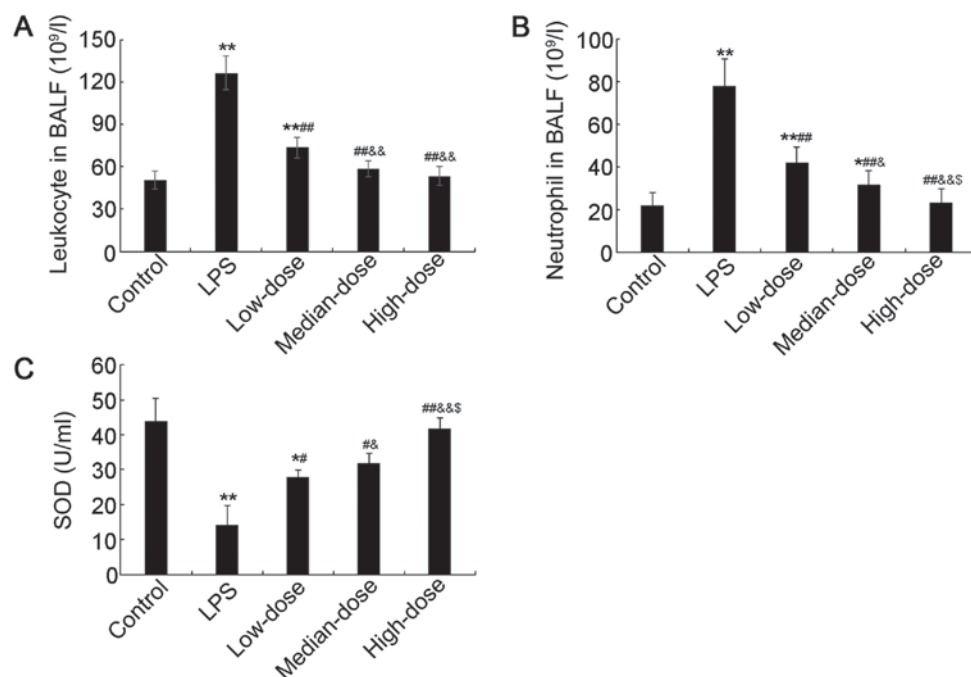 A
Leukocyte in BALF (10⁹/l)
150
120
90
60
30
0
**
**##
##&&
##&&
Control
LPS
Low-dose
Median-dose
High-dose
B
Neutrophil in BALF (10⁹/l)
100
80
60
40
20
0
**
**##
*##&
##&&$
Control
LPS
Low-dose
Median-dose
High-dose
C
SOD (U/ml)
60
50
40
30
20
10
0
**
*#
#&
##&&$
Control
LPS
Low-dose
Median-dose
High-dose